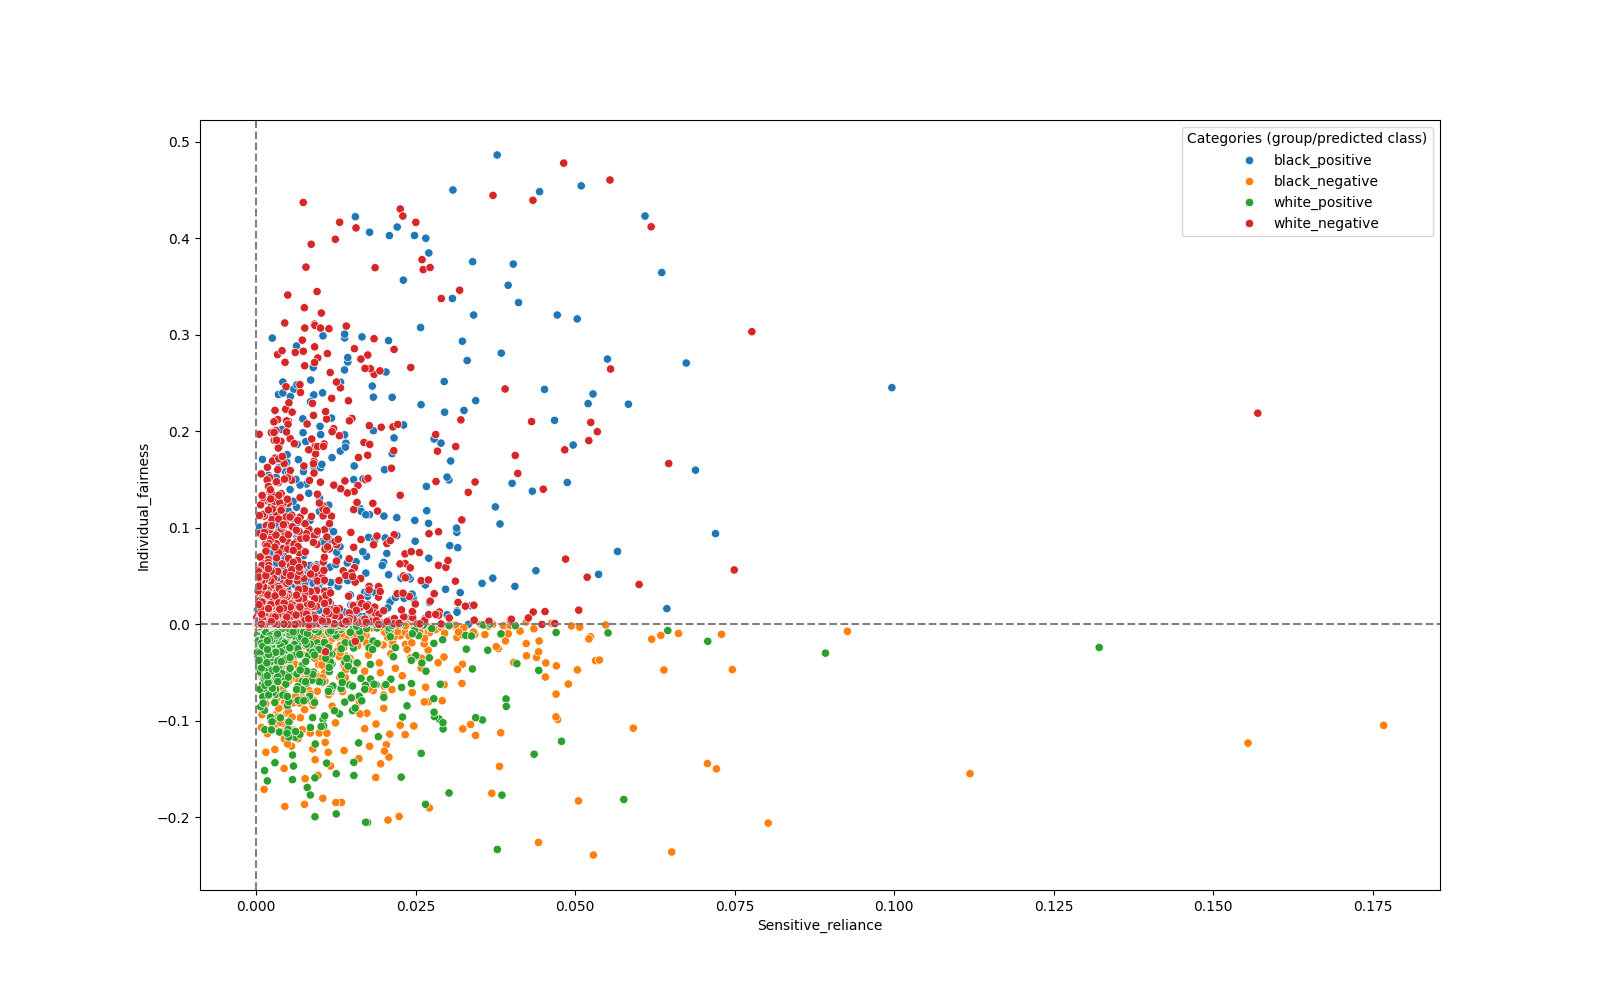 Categories (group/predicted class)
black_positive
black_negative
white_positive
white_negative
Individual_fairness
0.5
0.4
0.3
0.2
0.1
0.0
−0.1
−0.2
0.000 0.025 0.050 0.075 0.100 0.125 0.150 0.175
Sensitive_reliance